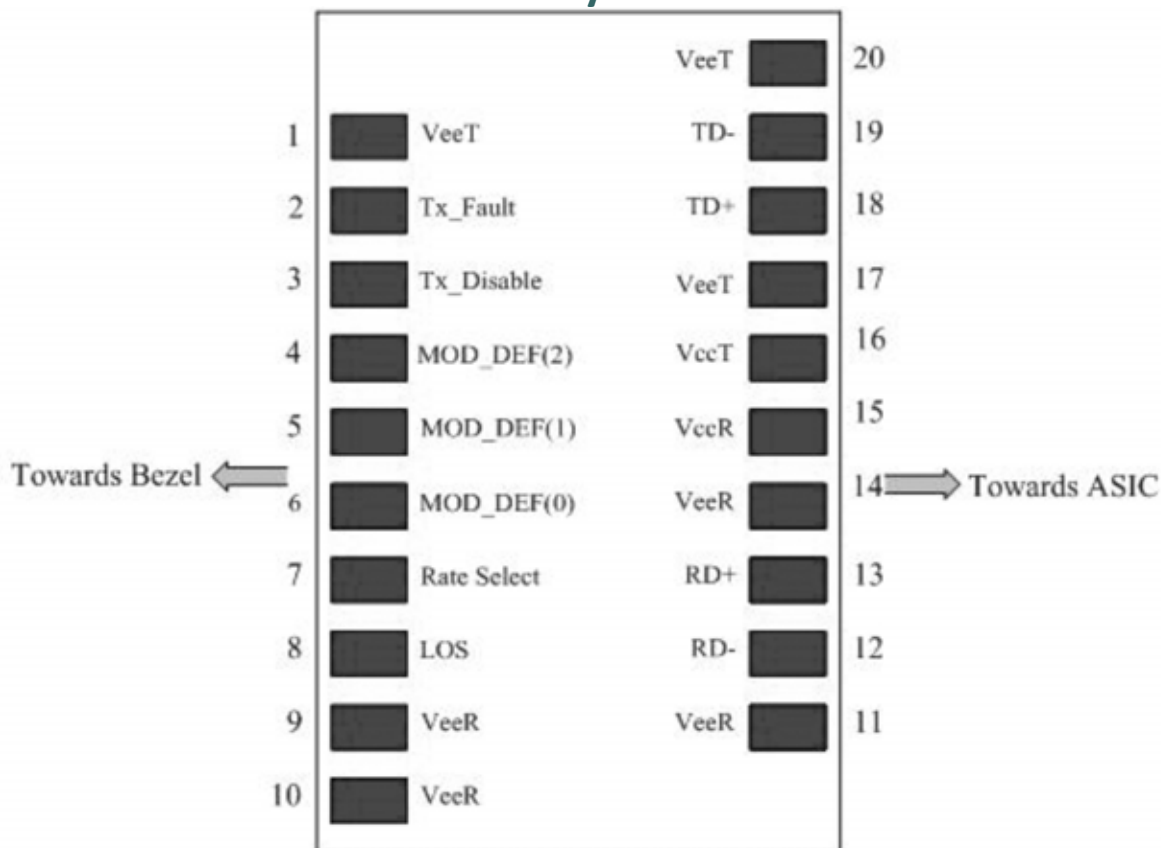 VeeT 20
1 VeeT TD- 19
2 Tx_Fault TD+ 18
3 Tx_Disable VeeT 17
4 MOD_DEF(2) VccT 16
5 MOD_DEF(1) VccR 15
Towards Bezel
6 MOD_DEF(0) VeeR 14 Towards ASIC
7 Rate Select RD+ 13
8 LOS RD- 12
9 VeeR VeeR 11
10 VeeR